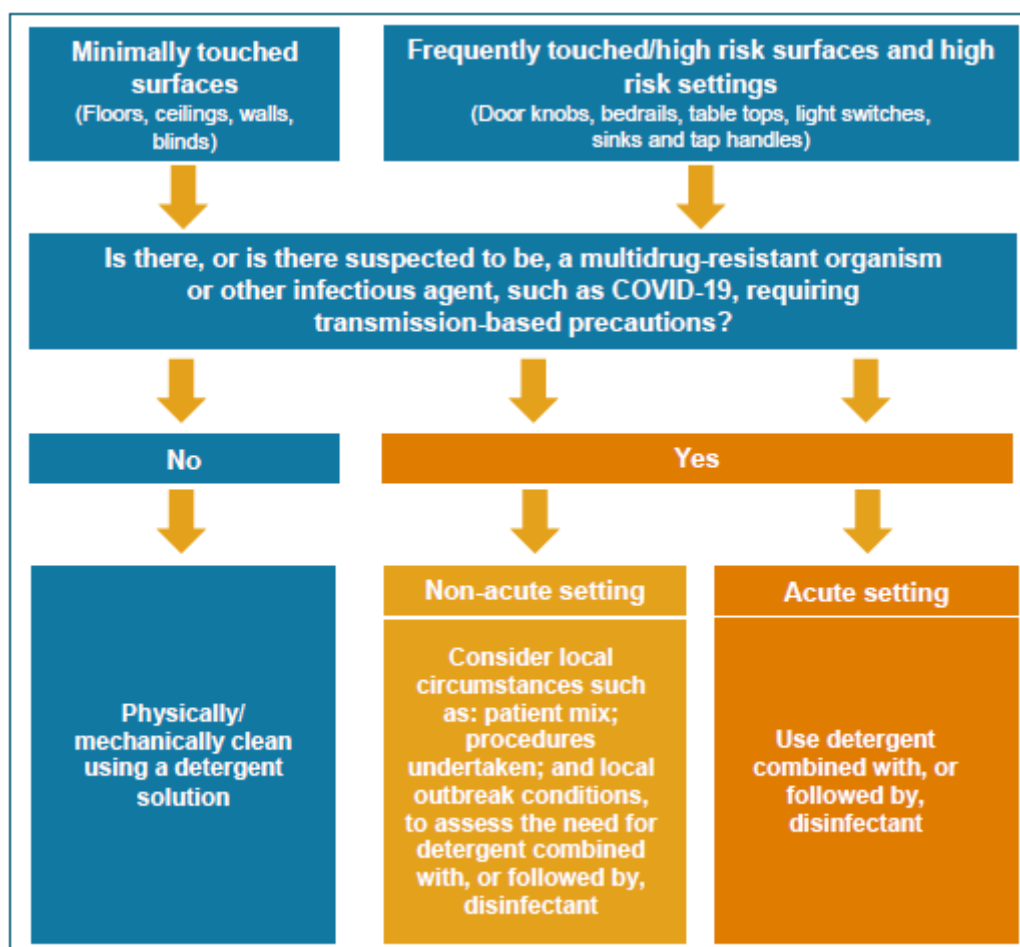 Minimally touched
surfaces
(Floors, ceilings, walls,
blinds)
Frequently touched/high risk surfaces and high
risk settings
(Door knobs, bedrails, table tops, light switches,
sinks and tap handles)
Is there, or is there suspected to be, a multidrug-resistant organism
or other infectious agent, such as COVID-19, requiring
transmission-based precautions?
No
Yes
Physically/
mechanically clean
using a detergent
solution
Non-acute setting
Consider local
circumstances such
as: patient mix;
procedures
undertaken; and local
outbreak conditions,
to assess the need for
detergent combined
with, or followed by,
disinfectant
Acute setting
Use detergent
combined with, or
followed by,
disinfectant